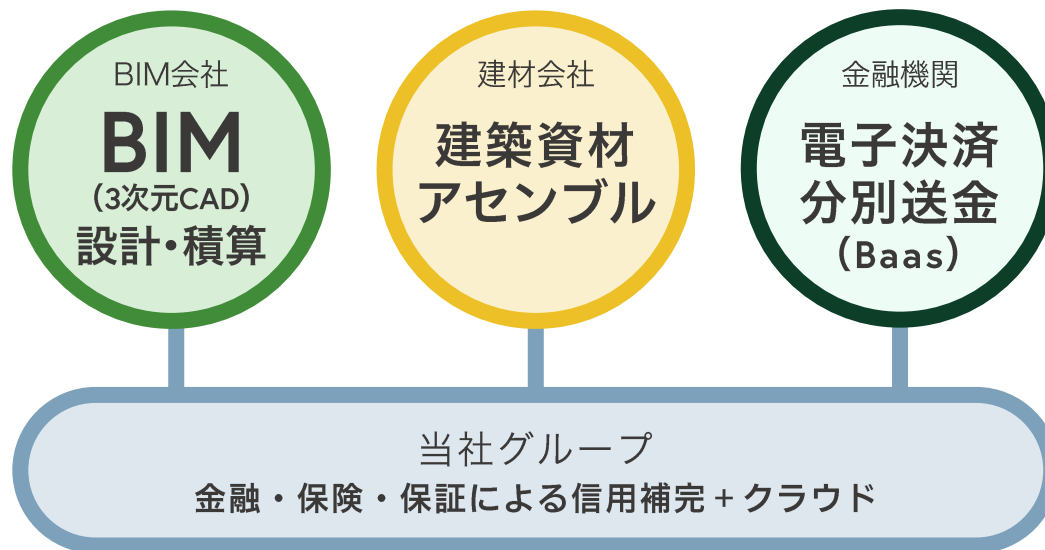 BIM会社
BIM
（3次元CAD）
設計・積算
建材会社
建築資材
アセンブル
金融機関
電子決済
分別送金
（Baas）
当社グループ
金融・保険・保証による信用補完＋クラウド